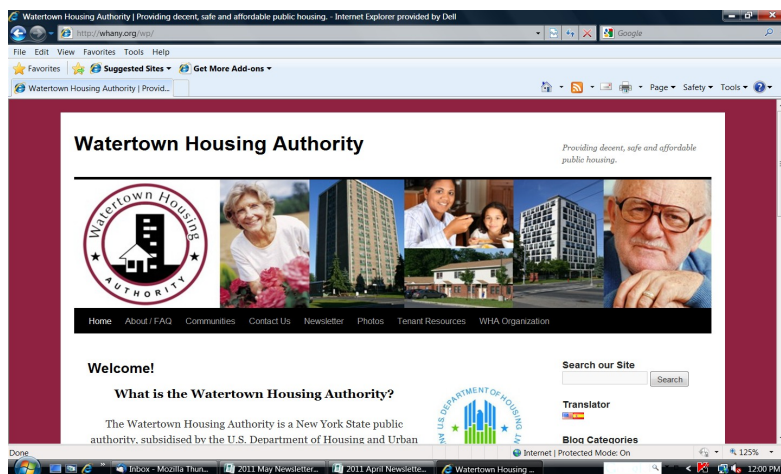 Watertown Housing Authority | Providing decent, safe and affordable public housing. - Internet Explorer provided by Dell
http://whany.org/wp/
Google
File Edit View Favorites Tools Help
Favorites Suggested Sites Get More Add-ons
Watertown Housing Authority | Provid...
Page Safety Tools
Watertown Housing Authority
Providing decent, safe and affordable
public housing.
Watertown Housing
AUTHORITY
Home About / FAQ Communities Contact Us Newsletter Photos Tenant Resources WHA Organization
Welcome!
What is the Watertown Housing Authority?
The Watertown Housing Authority is a New York State public
authority, subsidised by the U.S. Department of Housing and Urban
U.S. DEPARTMENT OF HOUSING
Search our Site
Search
Translator
Blog Categories
Done
Internet | Protected Mode: On
125%
Inbox - Mozilla Thun...
2011 May Newsletter...
2011 April Newslette...
Watertown Housing ...
12:00 PM